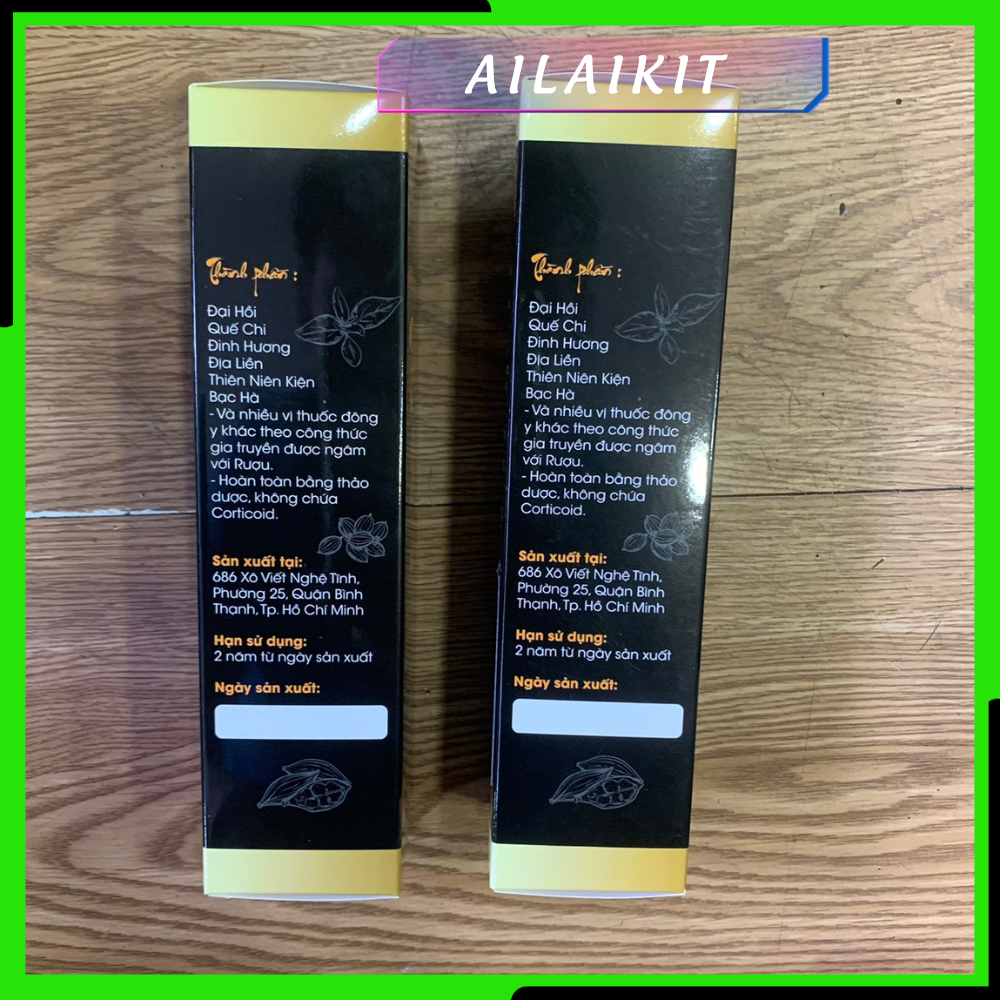 AILAIKIT
Thành phần :
Đại Hồi
Quế Chi
Đinh Hương
Địa Liền
Thiên Niên Kiện
Bạc Hà
- Và nhiều vị thuốc đông
y khác theo công thức
gia truyền được ngâm
với Rượu.
- Hoàn toàn bằng thảo
dược, không chứa
Corticoid.
Sản xuất tại:
686 Xô Viết Nghệ Tĩnh,
Phường 25, Quận Bình
Thạnh, Tp. Hồ Chí Minh
Hạn sử dụng:
2 năm từ ngày sản xuất
Ngày sản xuất:
Thành phần :
Đại Hồi
Quế Chi
Đinh Hương
Địa Liền
Thiên Niên Kiện
Bạc Hà
- Và nhiều vị thuốc đông
y khác theo công thức
gia truyền được ngâm
với Rượu.
- Hoàn toàn bằng thảo
dược, không chứa
Corticoid.
Sản xuất tại:
686 Xô Viết Nghệ Tĩnh,
Phường 25, Quận Bình
Thạnh, Tp. Hồ Chí Minh
Hạn sử dụng:
2 năm từ ngày sản xuất
Ngày sản xuất: